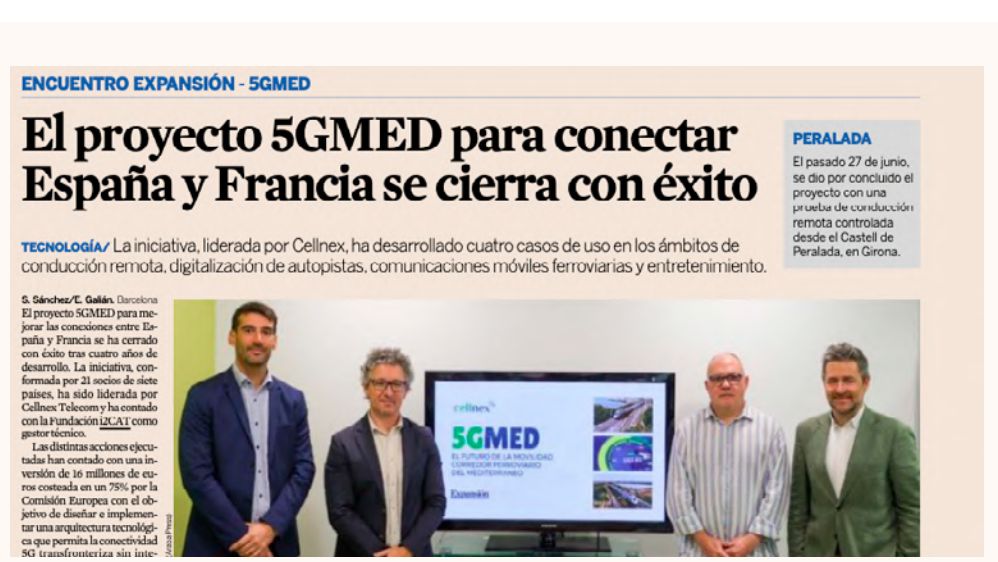 ENCUENTRO EXPANSIÓN - 5GMED
El proyecto 5GMED para conectar
España y Francia se cierra con éxito
TECNOLOGÍA/ La iniciativa, liderada por Cellnex, ha desarrollado cuatro casos de uso en los ámbitos de
conducción remota, digitalización de autopistas, comunicaciones móviles ferroviarias y entretenimiento.
PERALADA
El pasado 27 de junio,
se dio por concluido el
proyecto con una
prueba de conducción
remota controlada
desde el Castell de
Peralada, en Girona.
S. Sánchez/E. Galián. Barcelona
El proyecto 5GMED para me-
jorar las conexiones entre Es-
paña y Francia se ha cerrado
con éxito tras cuatro años de
desarrollo. La iniciativa, con-
formada por 21 socios de siete
países, ha sido liderada por
Cellnex Telecom y ha contado
con la Fundación i2CAT como
gestor técnico.
Las distintas acciones ejecu-
tadas han contado con una in-
versión de 16 millones de eu-
ros costeada en un 75% por la
Comisión Europea con el ob-
jetivo de diseñar e implemen-
tar una arquitectura tecnológi-
ca que permita la conectividad
5G transfronteriza sin inte-
cellnex
5GMED
EL FUTURO DE LA MOVILIDAD
CORREDOR FERROVIARIO
DEL MEDITERRÁNEO
Expansión